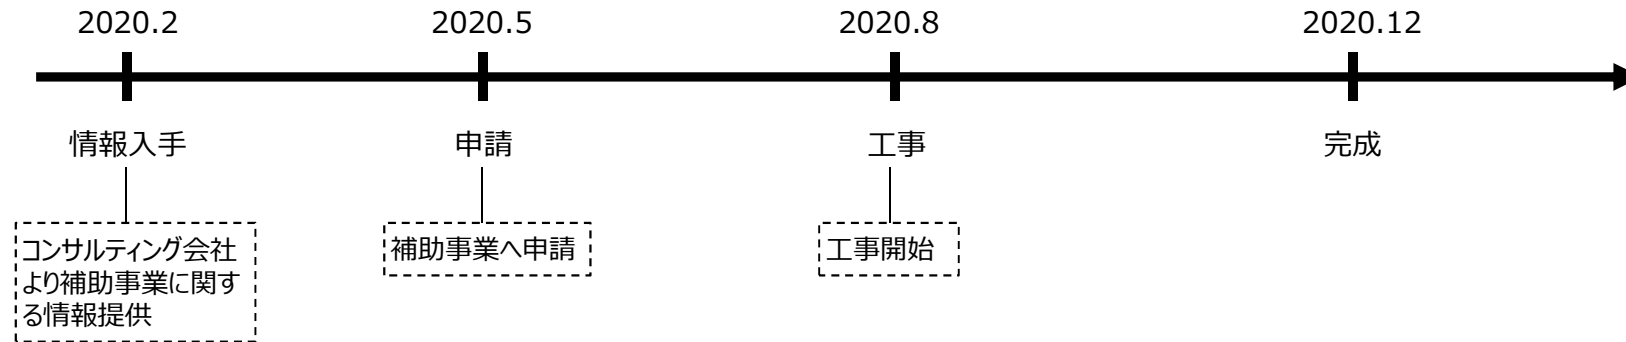 2020.2
2020.5
2020.8
2020.12
情報入手
申請
工事
完成
コンサルティング会社
より補助事業に関す
る情報提供
補助事業へ申請
工事開始